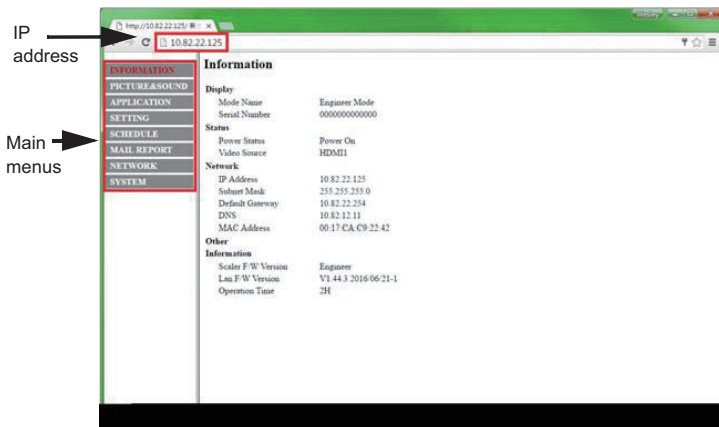 IP
address
Main
menus
http://10.82.22.125/
10.82.22.125
INFORMATION
PICTURE&SOUND
APPLICATION
SETTING
SCHEDULE
MAIL REPORT
NETWORK
SYSTEM
Information
Display
Mode Name Engineer Mode
Serial Number 0000000000000
Status
Power Status Power On
Video Source HDMI1
Network
IP Address 10.82.22.125
Subnet Mask 255.255.255.0
Default Gateway 10.82.22.254
DNS 10.82.12.11
MAC Address 00:17:CA:C9:22:42
Other
Information
Scaler F/W Version Engineer
Lan F/W Version V1.44.3 2016/06/21-1
Operation Time 2H